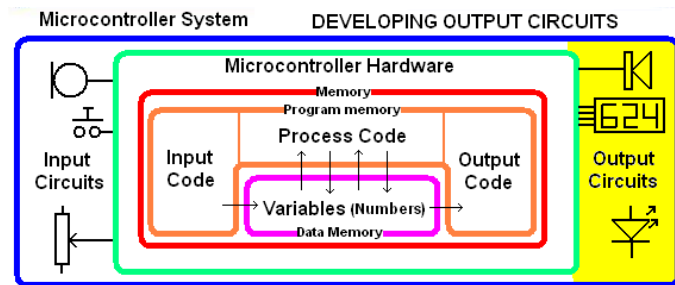 Microcontroller System
DEVELOPING OUTPUT CIRCUITS
Microcontroller Hardware
Memory
Program memory
Process Code
Input
Code
Output
Code
Variables (Numbers)
Data Memory
Input
Circuits
624
Output
Circuits